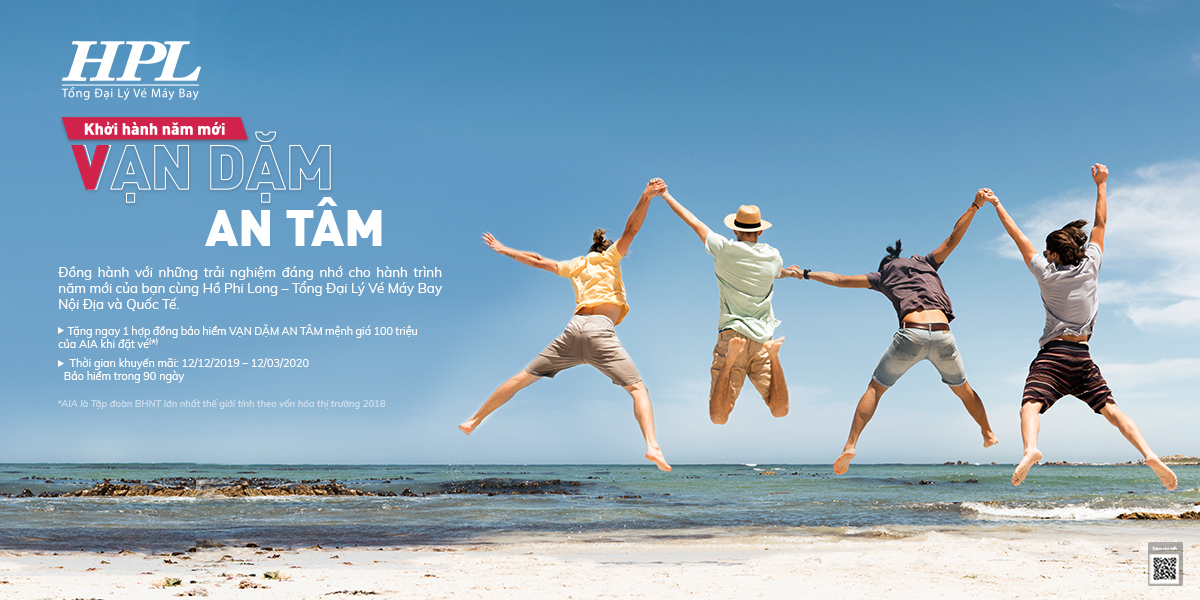 HPL
Tổng Đại Lý Vé Máy Bay
Khởi hành năm mới
VẠN DẶM
AN TÂM
Đồng hành với những trải nghiệm đáng nhớ cho hành trình
năm mới của bạn cùng Hồ Phi Long – Tổng Đại Lý Vé Máy Bay
Nội Địa và Quốc Tế.
▶ Tặng ngay 1 hợp đồng bảo hiểm VẠN DẶM AN TÂM mệnh giá 100 triệu
của AIA khi đặt vé(*)
▶ Thời gian khuyến mãi: 12/12/2019 – 12/03/2020
Bảo hiểm trong 90 ngày
*AIA là Tập đoàn BHNT lớn nhất thế giới tính theo vốn hóa thị trường 2018